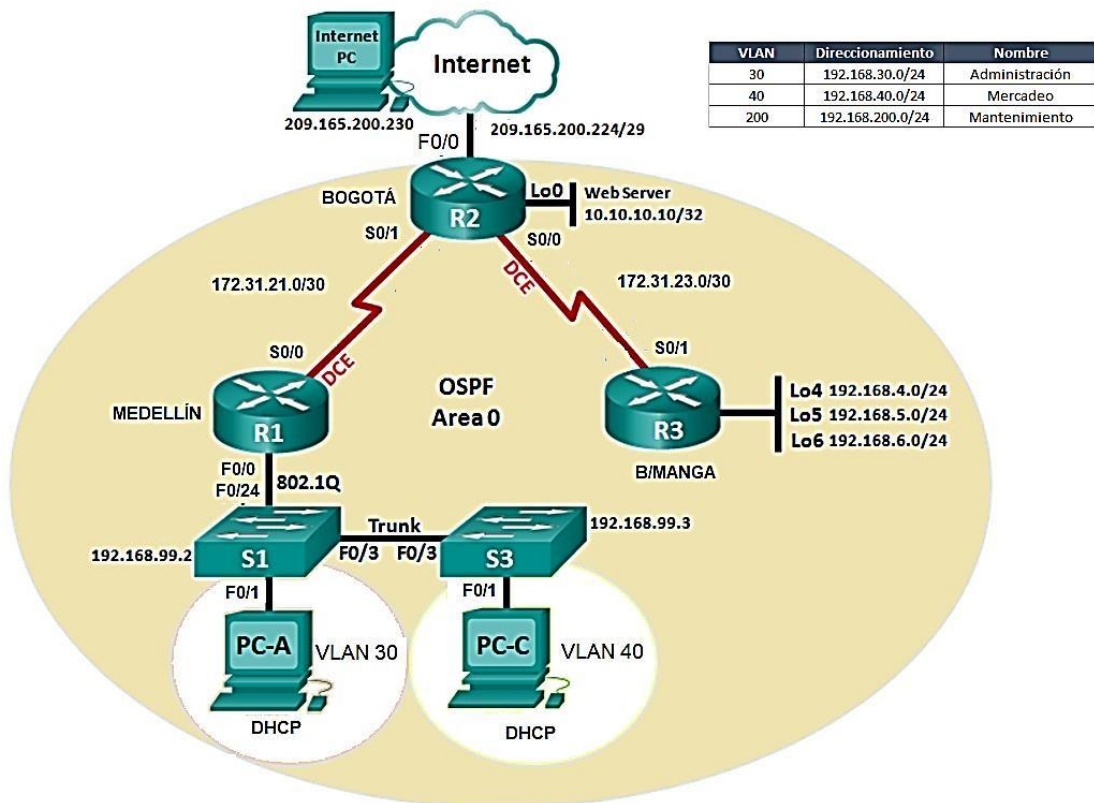 Internet
PC
Internet
209.165.200.230
209.165.200.224/29
F0/0
VLAN Direccionamiento Nombre
30 192.168.30.0/24 Administración
40 192.168.40.0/24 Mercadeo
200 192.168.200.0/24 Mantenimiento
BOGOTÁ
R2
Lo0
Web Server
10.10.10.10/32
S0/1
S0/0
DCE
172.31.21.0/30
172.31.23.0/30
S0/0
DCE
S0/1
MEDELLÍN
R1
OSPF
Area 0
R3
B/MANGA
Lo4 192.168.4.0/24
Lo5 192.168.5.0/24
Lo6 192.168.6.0/24
F0/0
F0/24
802.1Q
192.168.99.2
S1
Trunk
F0/3
F0/3
S3
192.168.99.3
F0/1
F0/1
PC-A
VLAN 30
PC-C
VLAN 40
DHCP
DHCP